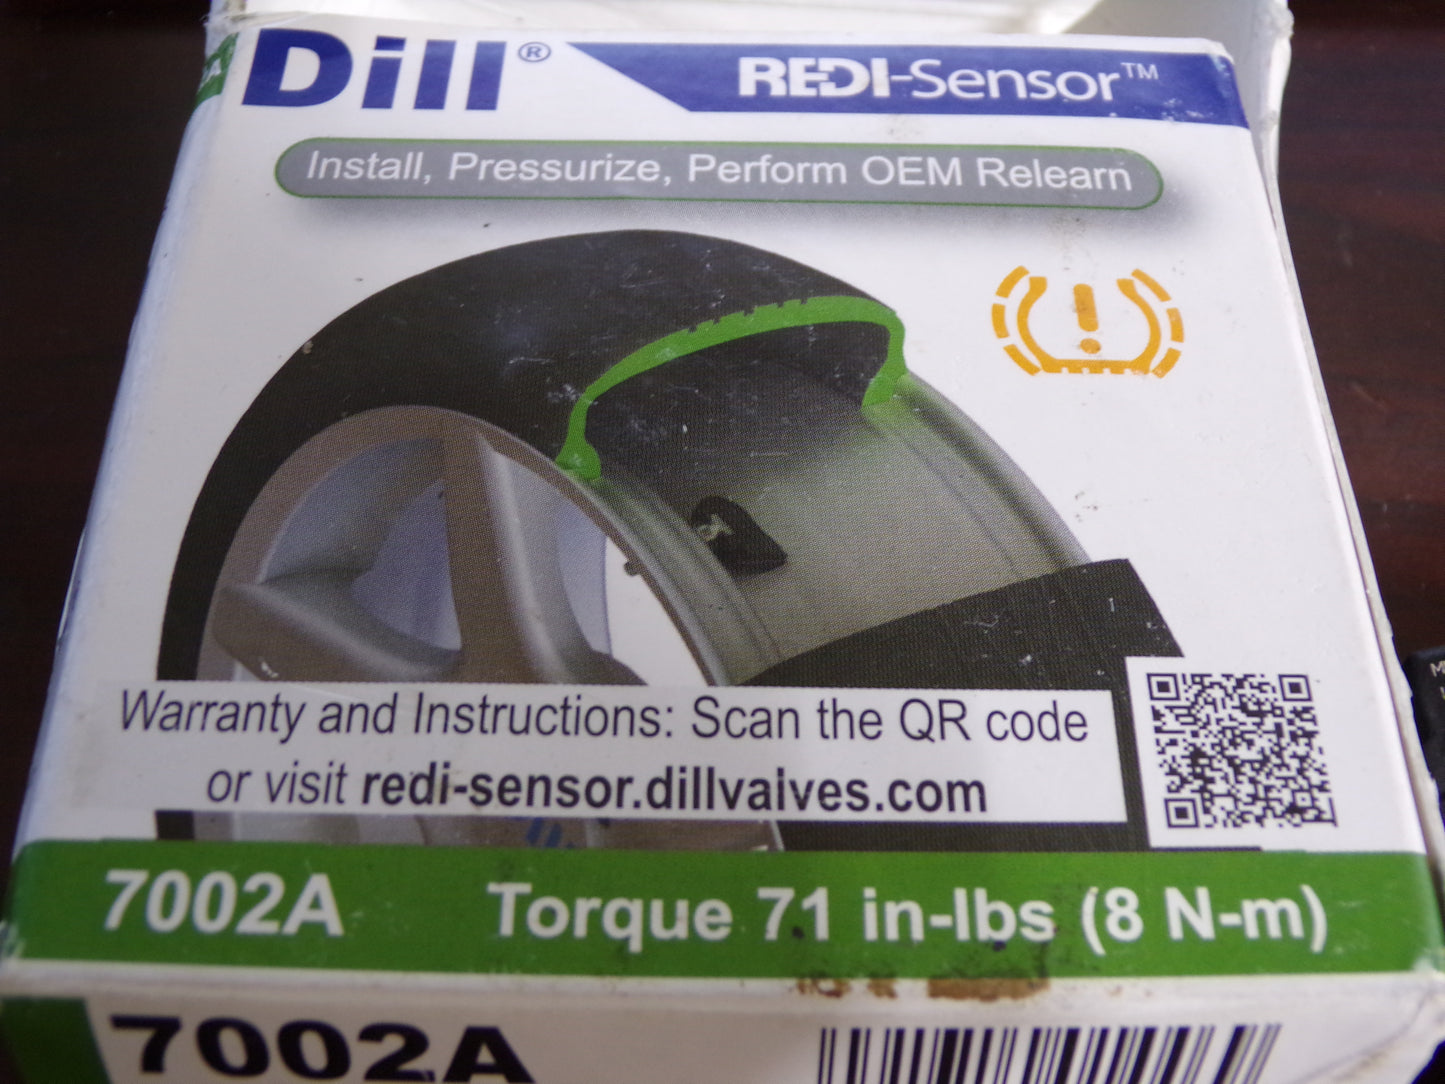 Dill®
REDI-Sensor™
Install, Pressurize, Perform OEM Relearn
Warranty and Instructions: Scan the QR code
or visit redi-sensor.dillvaives.com
7002A
Torque 71 in-lbs (8 N-m)
7002A